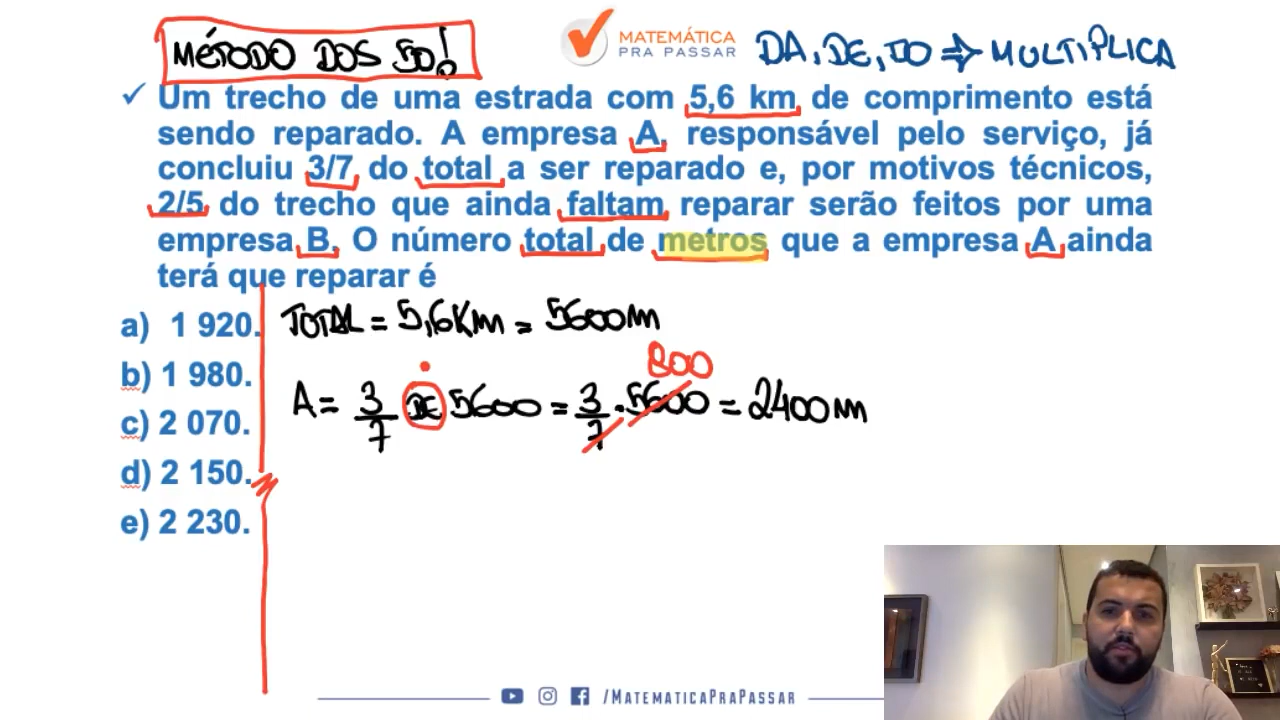 MÉTODO DOS 50!
MATEMÁTICA
PRA PASSAR
DA, DE, DO ⇒ MULTIPLICA
✓ Um trecho de uma estrada com 5,6 km de comprimento está
sendo reparado. A empresa A, responsável pelo serviço, já
concluiu 3/7 do total a ser reparado e, por motivos técnicos,
2/5 do trecho que ainda faltam reparar serão feitos por uma
empresa B. O número total de metros que a empresa A ainda
terá que reparar é
a) 1 920.
b) 1 980.
c) 2 070.
d) 2 150.
e) 2 230.
TOTAL = 5,6Km = 5600m
800
A = 3/7 DE 5600 = 3/7 . 5600 = 2400m
/MATEMATICAPRAPASSAR